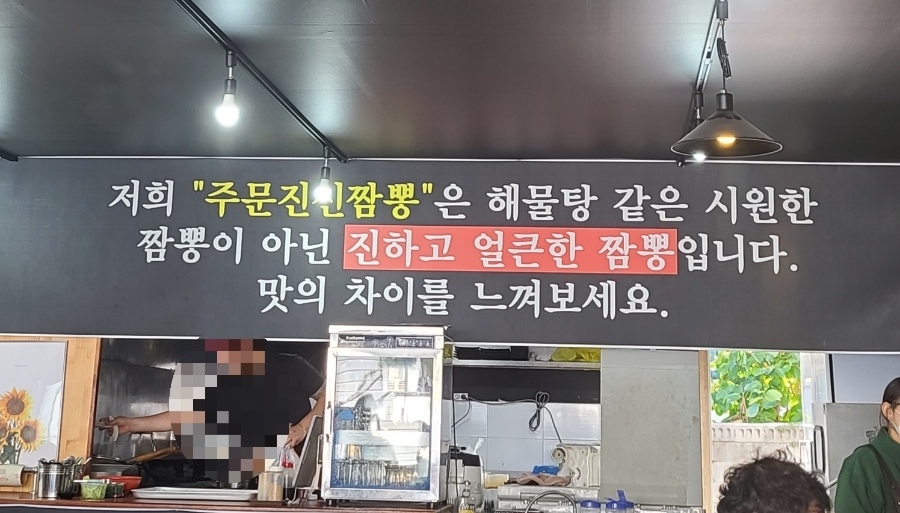 저희 "주문진신짬뽕"은 해물탕 같은 시원한
짬뽕이 아닌 진하고 얼큰한 짬뽕입니다.
맛의 차이를 느껴보세요.